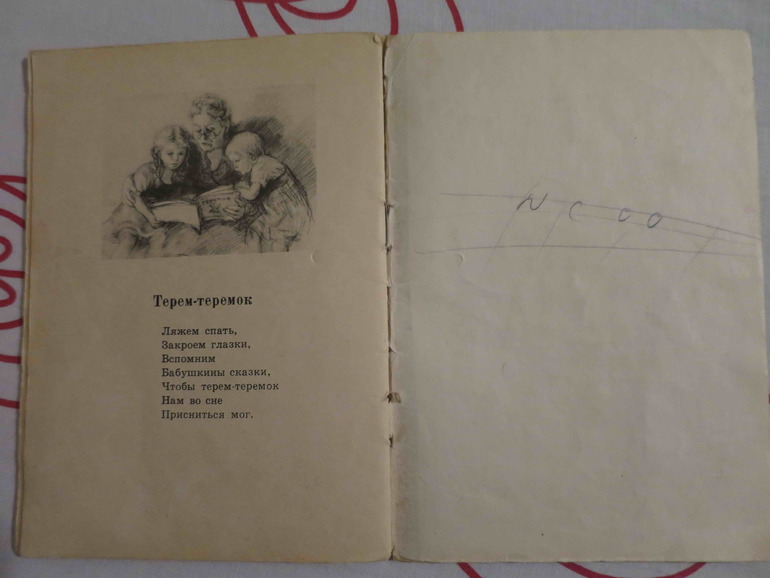 Терем-теремок
Ляжем спать,
Закроем глазки,
Вспомним
Бабушкины сказки,
Чтобы терем-теремок
Нам во сне
Присниться мог.